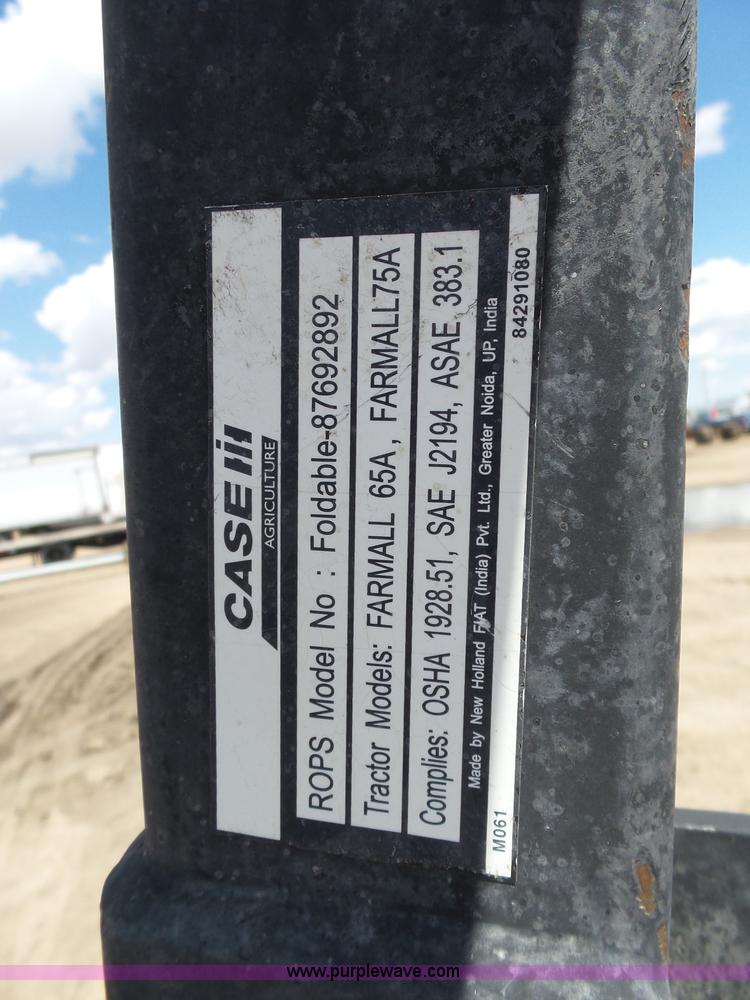 CASE IH
AGRICULTURE
ROPS Model No : Foldable-87692892
Tractor Models: FARMALL 65A , FARMALL75A
Complies: OSHA 1928.51, SAE J2194, ASAE 383.1
Made by New Holland FIAT (India) Pvt. Ltd., Greater Noida, UP, India
M061 84291080
www.purplewave.com